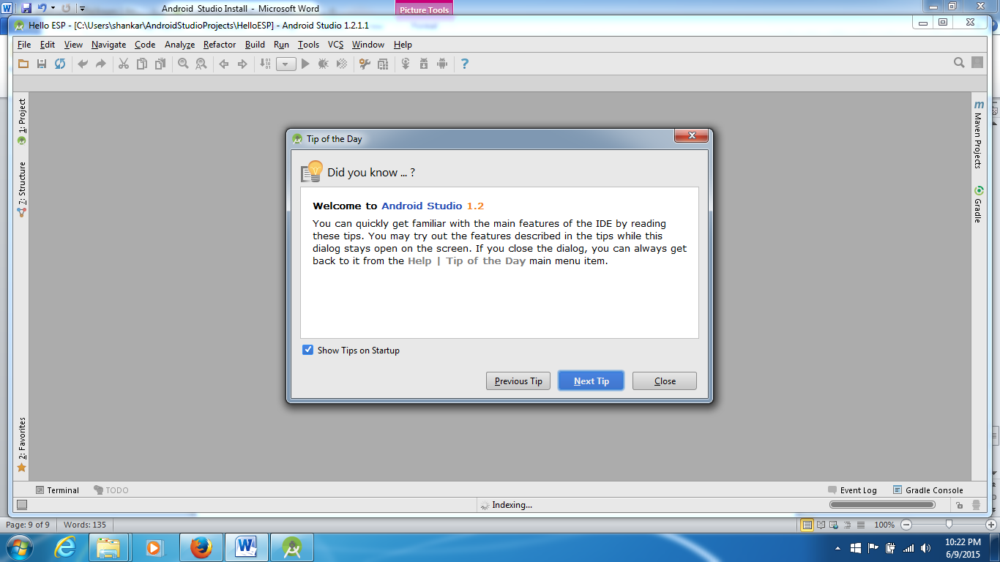 Android Studio Install - Microsoft Word
Picture Tools
Hello ESP - [C:\Users\shankar\AndroidStudioProjects\HelloESP] - Android Studio 1.2.1.1
File Edit View Navigate Code Analyze Refactor Build Run Tools VCS Window Help
1: Project
7: Structure
2: Favorites
Maven Projects
Gradle
Tip of the Day
Did you know ... ?
Welcome to Android Studio 1.2
You can quickly get familiar with the main features of the IDE by reading
these tips. You may try out the features described in the tips while this
dialog stays open on the screen. If you close the dialog, you can always get
back to it from the Help | Tip of the Day main menu item.
Show Tips on Startup
Previous Tip Next Tip Close
Terminal TODO Event Log Gradle Console
Indexing...
Page: 9 of 9 Words: 135 100%
10:22 PM
6/9/2015